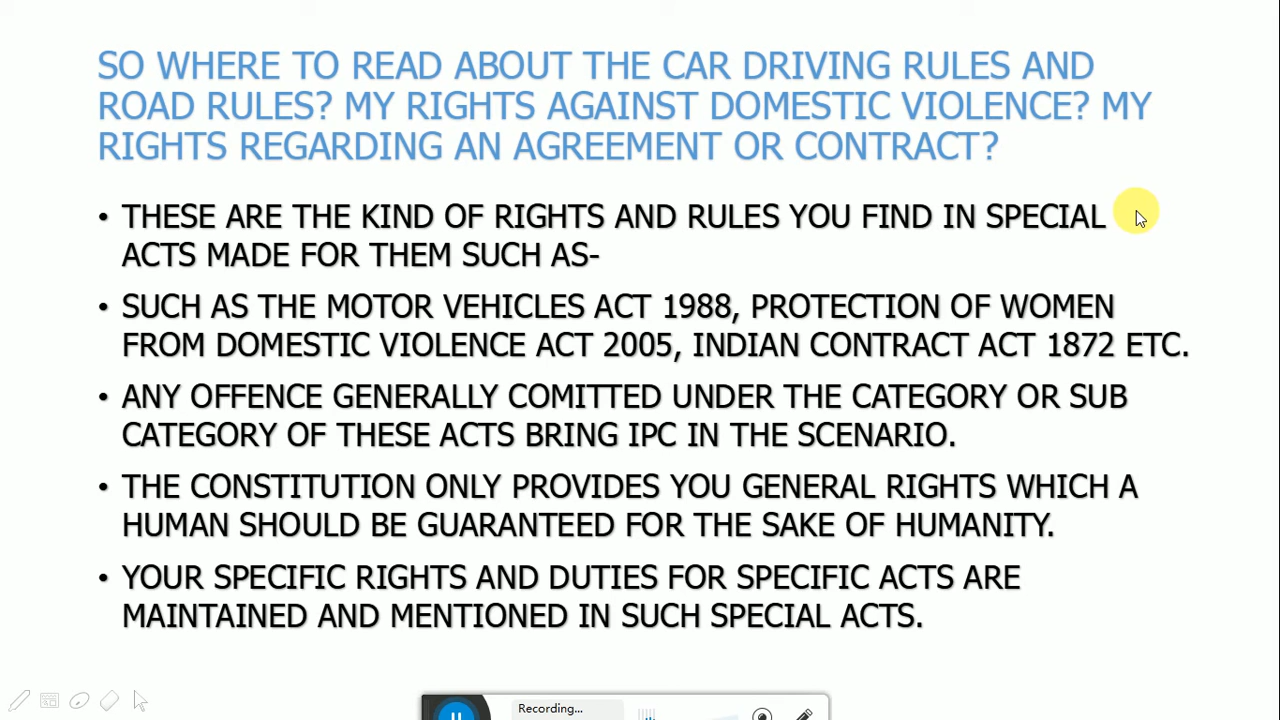 SO WHERE TO READ ABOUT THE CAR DRIVING RULES AND
ROAD RULES? MY RIGHTS AGAINST DOMESTIC VIOLENCE? MY
RIGHTS REGARDING AN AGREEMENT OR CONTRACT?
• THESE ARE THE KIND OF RIGHTS AND RULES YOU FIND IN SPECIAL
ACTS MADE FOR THEM SUCH AS-
• SUCH AS THE MOTOR VEHICLES ACT 1988, PROTECTION OF WOMEN
FROM DOMESTIC VIOLENCE ACT 2005, INDIAN CONTRACT ACT 1872 ETC.
• ANY OFFENCE GENERALLY COMITTED UNDER THE CATEGORY OR SUB
CATEGORY OF THESE ACTS BRING IPC IN THE SCENARIO.
• THE CONSTITUTION ONLY PROVIDES YOU GENERAL RIGHTS WHICH A
HUMAN SHOULD BE GUARANTEED FOR THE SAKE OF HUMANITY.
• YOUR SPECIFIC RIGHTS AND DUTIES FOR SPECIFIC ACTS ARE
MAINTAINED AND MENTIONED IN SUCH SPECIAL ACTS.
Recording...